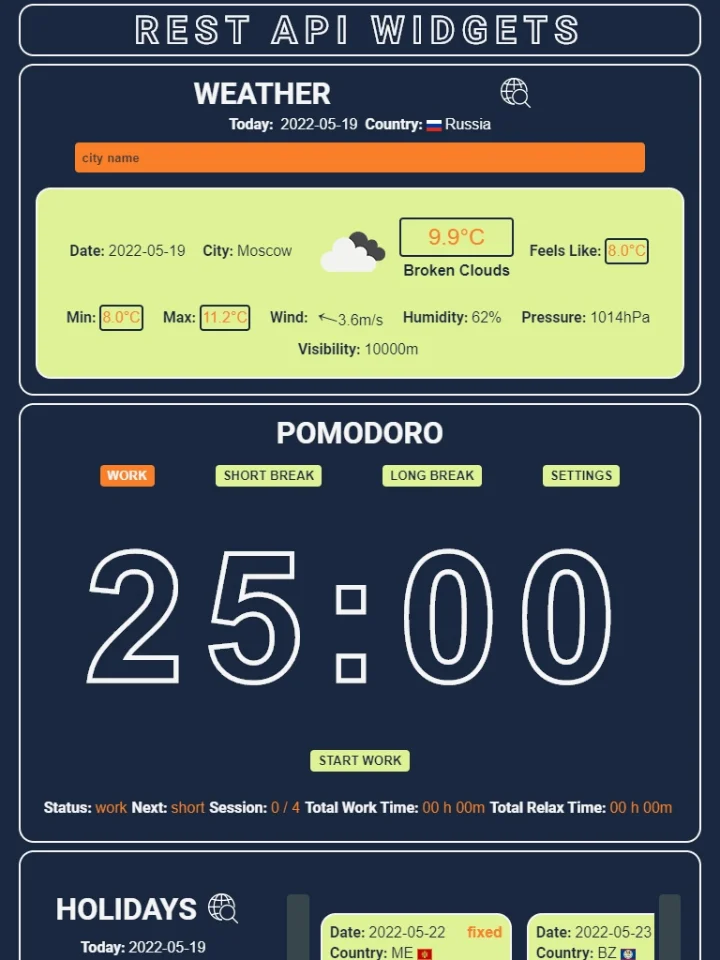 REST API WIDGETS
WEATHER
Today: 2022-05-19 Country: Russia
city name
Date: 2022-05-19 City: Moscow 9.9°C Feels Like: 8.0°C
Broken Clouds
Min: 8.0°C Max: 11.2°C Wind: 3.6m/s Humidity: 62% Pressure: 1014hPa
Visibility: 10000m
POMODORO
WORK SHORT BREAK LONG BREAK SETTINGS
25:00
START WORK
Status: work Next: short Session: 0 / 4 Total Work Time: 00 h 00m Total Relax Time: 00 h 00m
HOLIDAYS
Today: 2022-05-19
Date: 2022-05-22 fixed
Country: ME
Date: 2022-05-23
Country: BZ